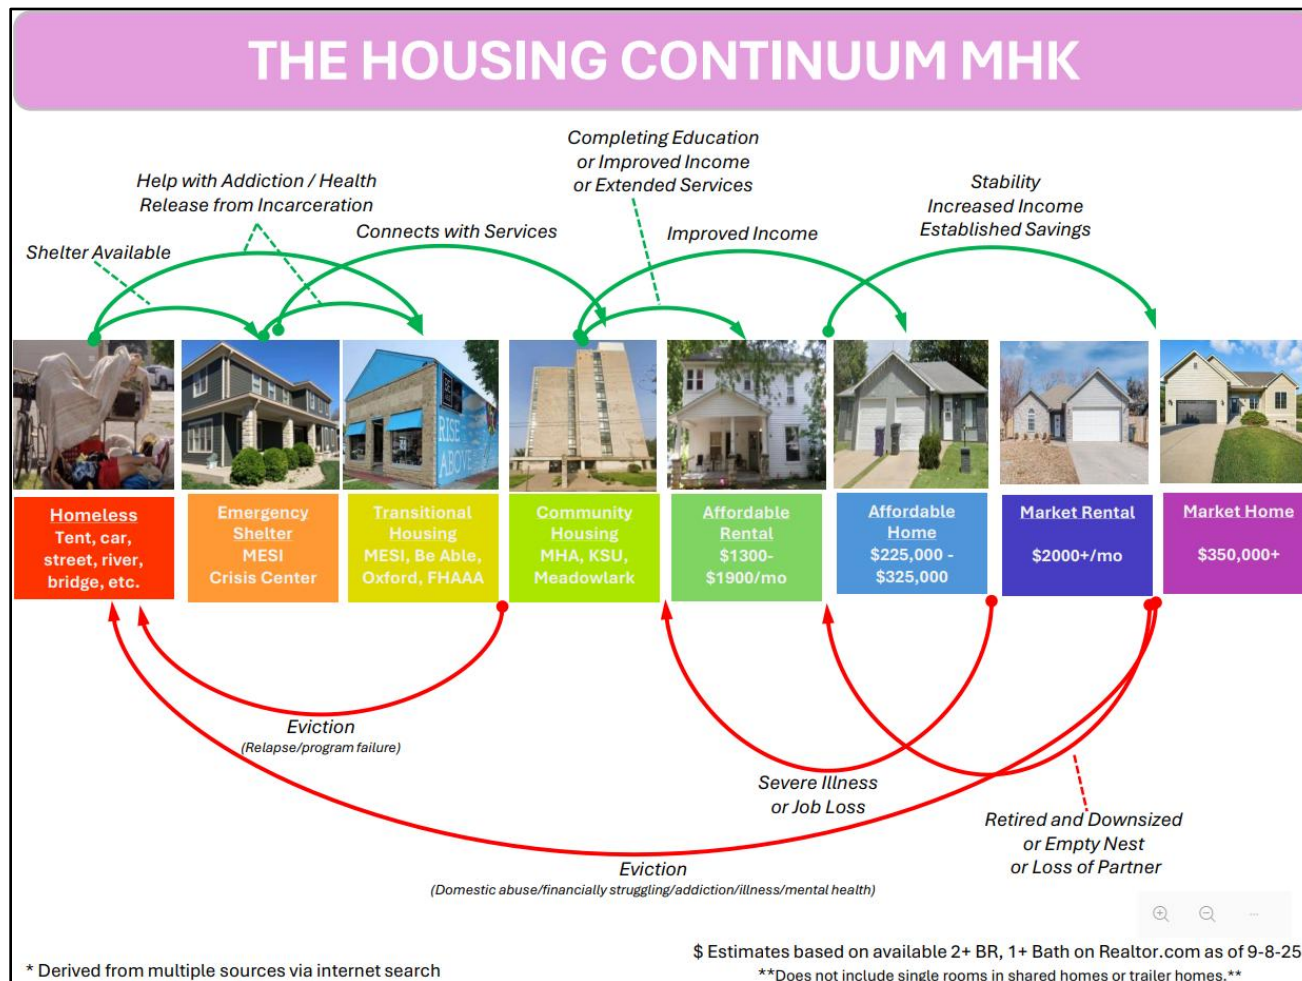 THE HOUSING CONTINUUM MHK
Completing Education
or Improved Income
or Extended Services
Help with Addiction / Health
Release from Incarceration
Stability
Increased Income
Established Savings
Shelter Available
Connects with Services
Improved Income
BE
ABLE
RISE
ABOVE
Homeless
Tent, car,
street, river,
bridge, etc.
Emergency
Shelter
MESI
Crisis Center
Transitional
Housing
MESI, Be Able,
Oxford, FHAAA
Community
Housing
MHA, KSU,
Meadowlark
Affordable
Rental
$1300-
$1900/mo
Affordable
Home
$225,000 -
$325,000
Market Rental
$2000+/mo
Market Home
$350,000+
Eviction
(Relapse/program failure)
Severe Illness
or Job Loss
Retired and Downsized
or Empty Nest
or Loss of Partner
Eviction
(Domestic abuse/financially struggling/addiction/illness/mental health)
* Derived from multiple sources via internet search
$ Estimates based on available 2+ BR, 1+ Bath on Realtor.com as of 9-8-25
**Does not include single rooms in shared homes or trailer homes.**